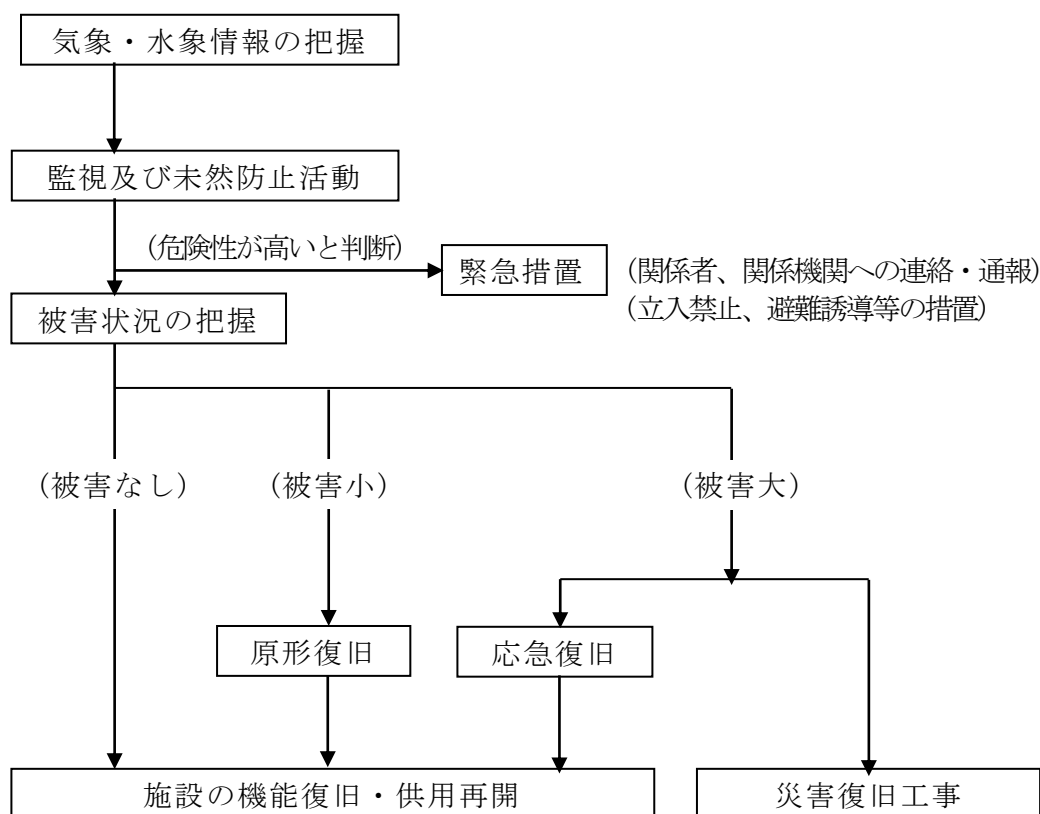 気象・水象情報の把握
監視及び未然防止活動
(危険性が高いと判断)
緊急措置
(関係者、関係機関への連絡・通報)
(立入禁止、避難誘導等の措置)
被害状況の把握
(被害なし)
(被害小)
(被害大)
原形復旧
応急復旧
施設の機能復旧・供用再開
災害復旧工事